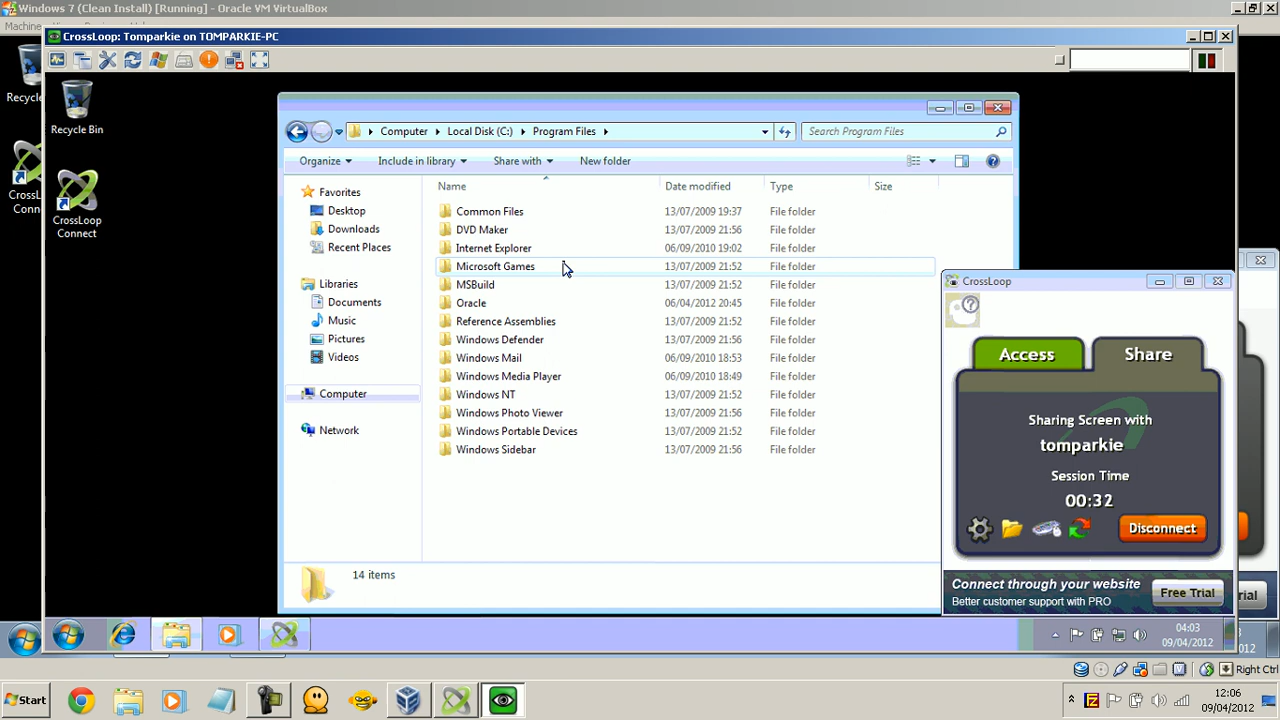 Windows 7 (Clean Install) [Running] - Oracle VM VirtualBox
Machine
CrossLoop: Tomparkie on TOMPARKIE-PC
Recycle
Recycle Bin
CrossL
Conn
CrossLoop
Connect
Computer
Local Disk (C:)
Program Files
Search Program Files
Organize
Include in library
Share with
New folder
Name
Date modified
Type
Size
Favorites
Desktop
Downloads
Recent Places
Libraries
Documents
Music
Pictures
Videos
Computer
Network
Common Files 13/07/2009 19:37 File folder
DVD Maker 13/07/2009 21:56 File folder
Internet Explorer 06/09/2010 19:02 File folder
Microsoft Games 13/07/2009 21:52 File folder
MSBuild 13/07/2009 21:52 File folder
Oracle 06/04/2012 20:45 File folder
Reference Assemblies 13/07/2009 21:52 File folder
Windows Defender 13/07/2009 21:56 File folder
Windows Mail 06/09/2010 18:53 File folder
Windows Media Player 06/09/2010 18:49 File folder
Windows NT 13/07/2009 21:52 File folder
Windows Photo Viewer 13/07/2009 21:56 File folder
Windows Portable Devices 13/07/2009 21:52 File folder
Windows Sidebar 13/07/2009 21:56 File folder
14 items
CrossLoop
Access
Share
Sharing Screen with
tomparkie
Session Time
00:32
Disconnect
Connect through your website
Better customer support with PRO
Free Trial
rial
04:03
09/04/2012
012
Right Ctrl
Start
12:06
09/04/2012